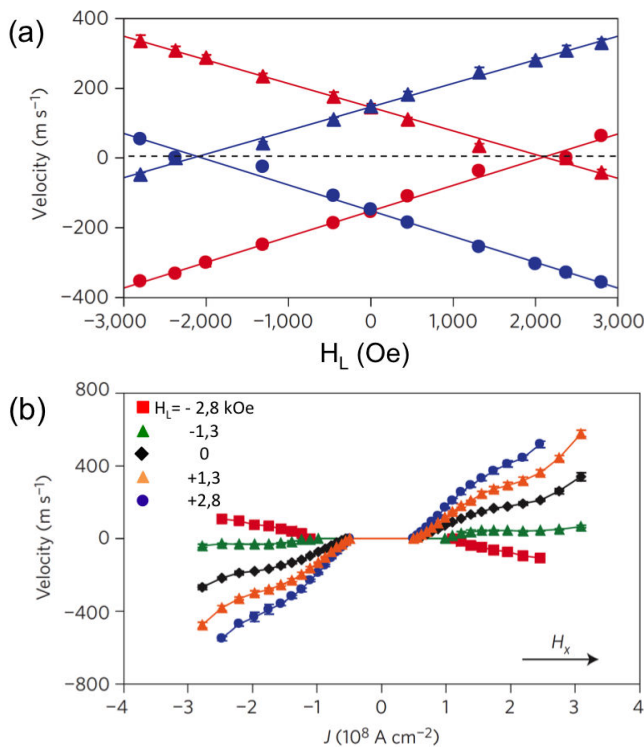 (a)
400
200
0
−200
−400
Velocity (m s⁻¹)
−3,000 −2,000 −1,000 0 1,000 2,000 3,000
H_L (Oe)
(b)
800
400
0
−400
−800
Velocity (m s⁻¹)
H_L= - 2,8 kOe
-1,3
0
+1,3
+2,8
H_x
−4 −3 −2 −1 0 1 2 3 4
J (10⁸ A cm⁻²)